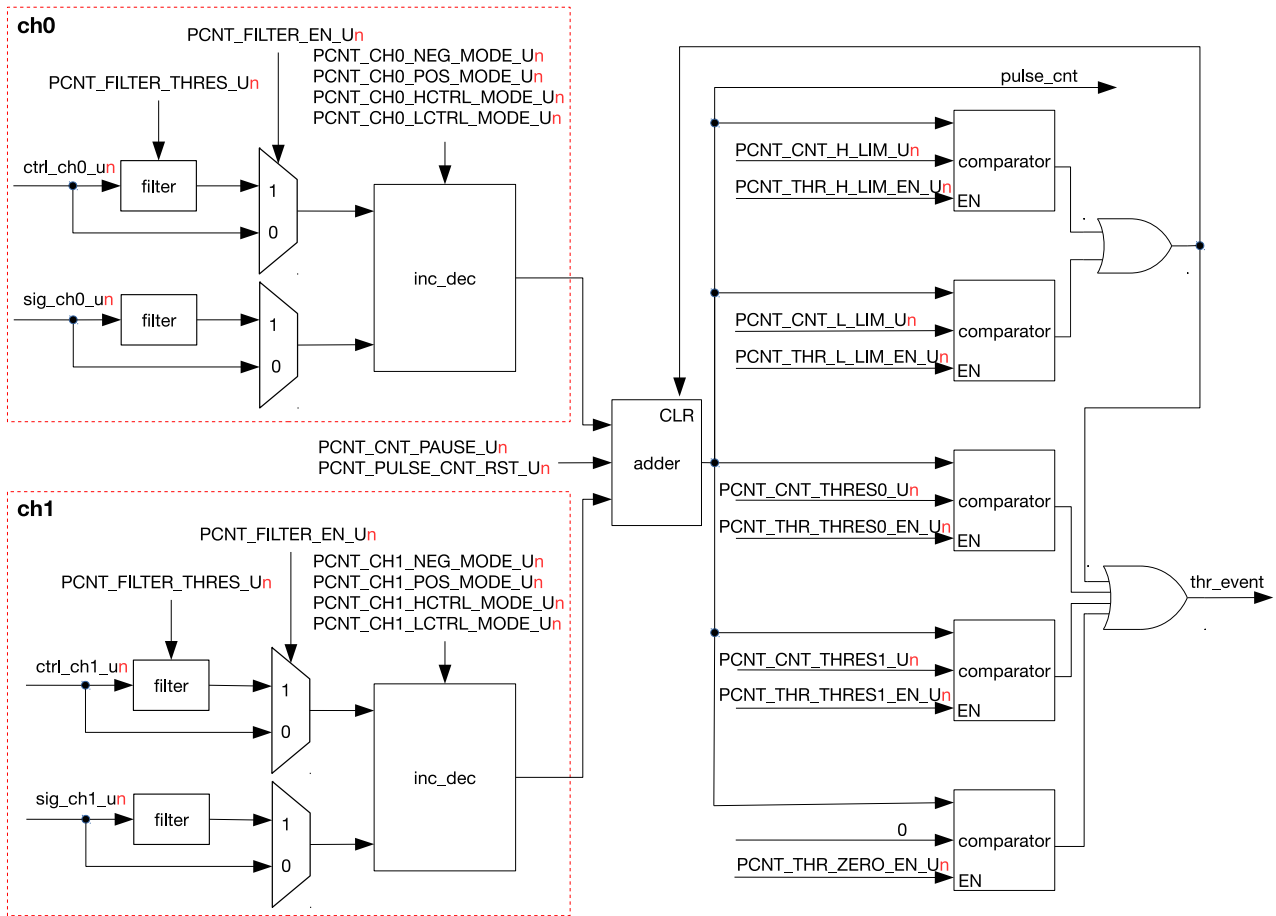 ch0
PCNT_FILTER_EN_Un
PCNT_CH0_NEG_MODE_Un
PCNT_CH0_POS_MODE_Un
PCNT_CH0_HCTRL_MODE_Un
PCNT_CH0_LCTRL_MODE_Un
PCNT_FILTER_THRES_Un
ctrl_ch0_un
filter
1
0
sig_ch0_un
filter
1
0
inc_dec
PCNT_CNT_PAUSE_Un
PCNT_PULSE_CNT_RST_Un
CLR
adder
ch1
PCNT_FILTER_EN_Un
PCNT_CH1_NEG_MODE_Un
PCNT_CH1_POS_MODE_Un
PCNT_CH1_HCTRL_MODE_Un
PCNT_CH1_LCTRL_MODE_Un
PCNT_FILTER_THRES_Un
ctrl_ch1_un
filter
1
0
sig_ch1_un
filter
1
0
inc_dec
pulse_cnt
PCNT_CNT_H_LIM_Un
comparator
PCNT_THR_H_LIM_EN_Un
EN
PCNT_CNT_L_LIM_Un
comparator
PCNT_THR_L_LIM_EN_Un
EN
PCNT_CNT_THRES0_Un
comparator
PCNT_THR_THRES0_EN_Un
EN
thr_event
PCNT_CNT_THRES1_Un
comparator
PCNT_THR_THRES1_EN_Un
EN
0
comparator
PCNT_THR_ZERO_EN_Un
EN